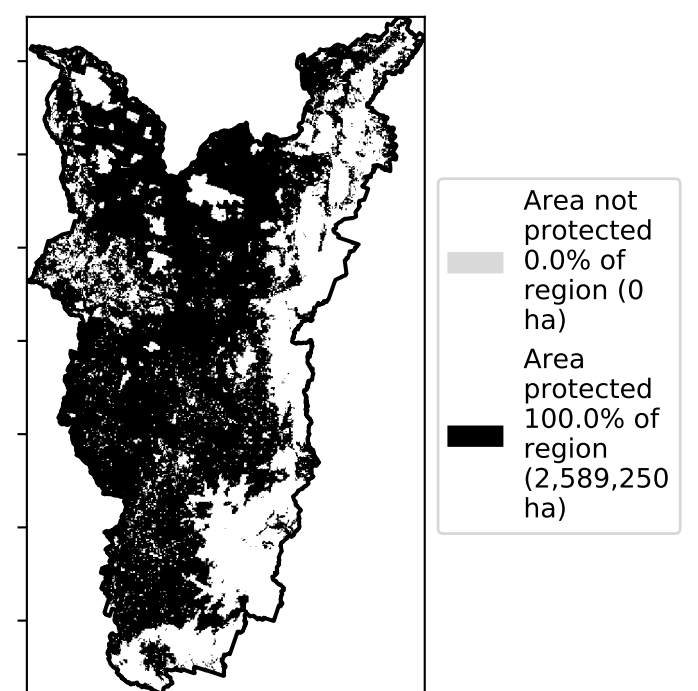 Area not
protected
0.0% of
region (0
ha)
Area
protected
100.0% of
region
(2,589,250
ha)